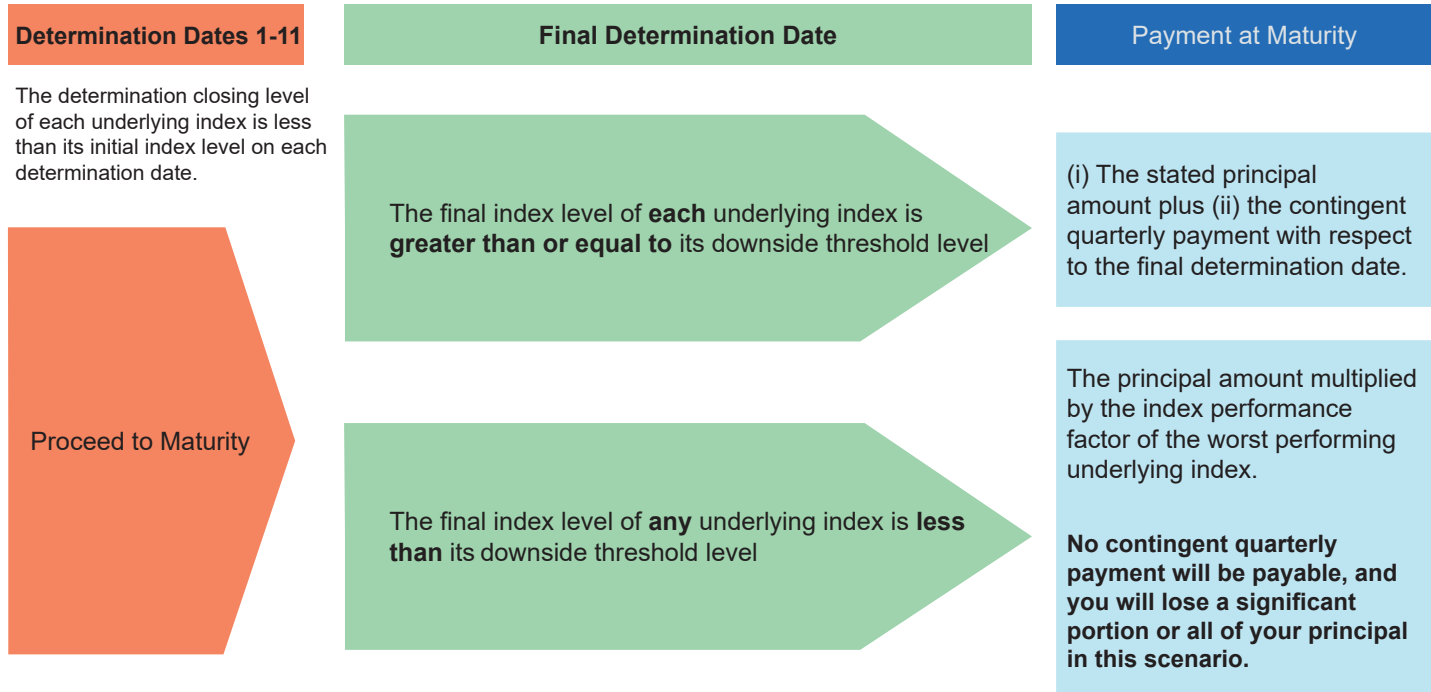 Determination Dates 1-11
Final Determination Date
Payment at Maturity
The determination closing level
of each underlying index is less
than its initial index level on each
determination date.
Proceed to Maturity
The final index level of each underlying index is
greater than or equal to its downside threshold level
(i) The stated principal
amount plus (ii) the contingent
quarterly payment with respect
to the final determination date.
The final index level of any underlying index is less
than its downside threshold level
The principal amount multiplied
by the index performance
factor of the worst performing
underlying index.
No contingent quarterly
payment will be payable, and
you will lose a significant
portion or all of your principal
in this scenario.